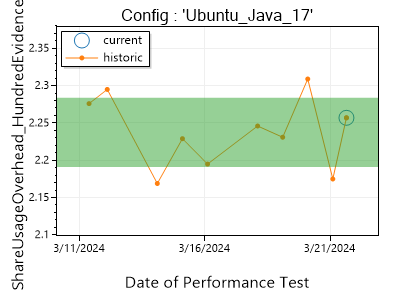 Config : 'Ubuntu_Java_17'
current
historic
ShareUsageOverhead_HundredEvidence
2.35
2.3
2.25
2.2
2.15
2.1
3/11/2024 3/16/2024 3/21/2024
Date of Performance Test